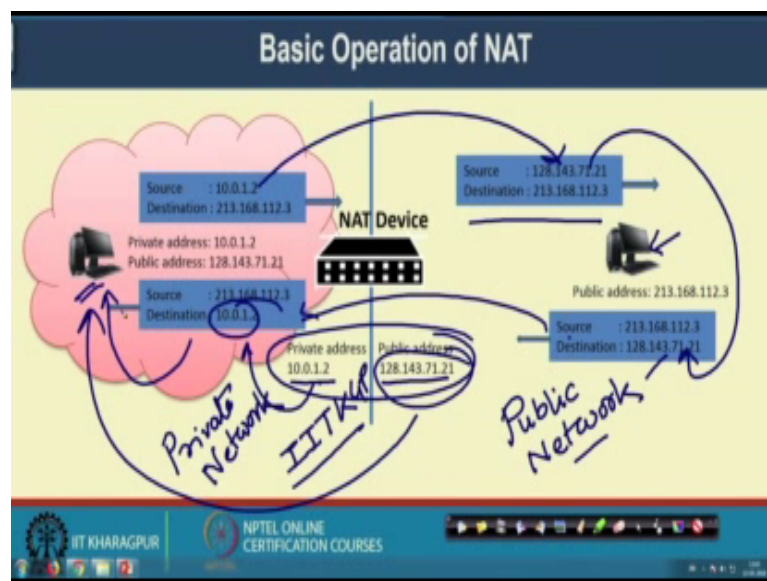 Basic Operation of NAT
Source : 10.0.1.2
Destination : 213.168.112.3
Private address: 10.0.1.2
Public address: 128.143.71.21
Source : 213.168.112.3
Destination : 10.0.1.2
NAT Device
Private address
10.0.1.2
Public address
128.143.71.21
Source : 128.143.71.21
Destination : 213.168.112.3
Public address: 213.168.112.3
Source : 213.168.112.3
Destination : 128.143.71.21
Private
Network
IITKGP
Public
Network
IIT KHARAGPUR
NPTEL ONLINE
CERTIFICATION COURSES